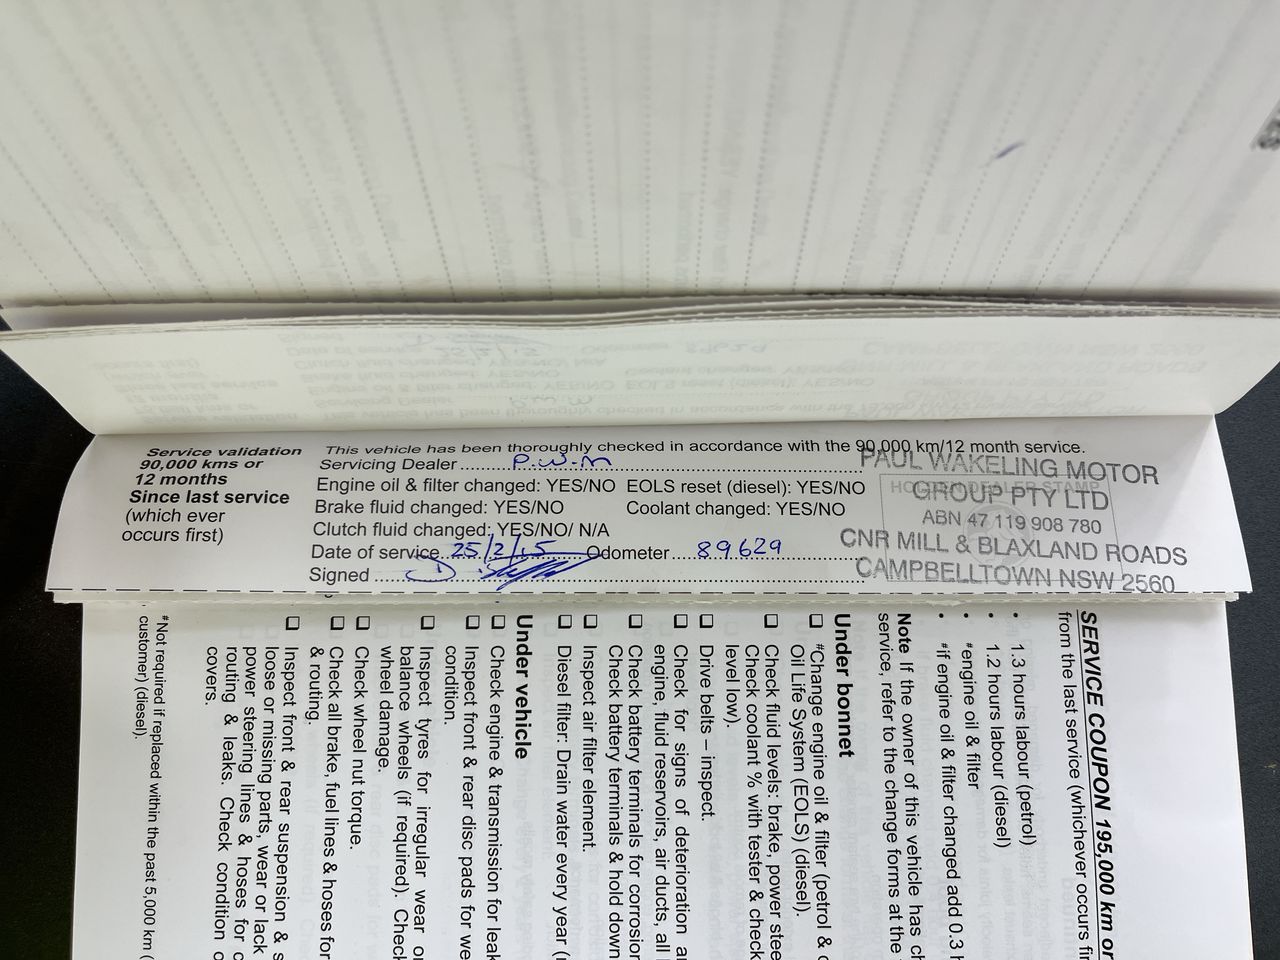 Service validation
90,000 kms or
12 months
Since last service
(which ever
occurs first)
This vehicle has been thoroughly checked in accordance with the 90,000 km/12 month service.
Servicing Dealer P.W.M
Engine oil & filter changed: YES/NO EOLS reset (diesel): YES/NO
Brake fluid changed: YES/NO Coolant changed: YES/NO
Clutch fluid changed: YES/NO/ N/A
Date of service 25/2/15 Odometer 89629
Signed
HOLDEN DEALER STAMP
PAUL WAKELING MOTOR
GROUP PTY LTD
ABN 47 119 908 780
CNR MILL & BLAXLAND ROADS
CAMPBELLTOWN NSW 2560
SERVICE COUPON 195,000 km or
from the last service (whichever occurs
• 1.3 hours labour (petrol)
• 1.2 hours labour (diesel)
• #engine oil & filter
• #if engine oil & filter changed add 0.3
Note If the owner of this vehicle has
service, refer to the change forms at the
Under bonnet
❑ #Change engine oil & filter (petrol &
Oil Life System (EOLS) (diesel).
❑ Check fluid levels: brake, power
Check coolant % with tester & check
level low).
❑ Drive belts – inspect.
❑ Check for signs of deterioration
engine, fluid reservoirs, air ducts, all
❑ Check battery terminals for corrosion
Check battery terminals & hold down
❑ Inspect air filter element.
❑ Diesel filter: Drain water every year
Under vehicle
❑ Check engine & transmission for
❑ Inspect front & rear disc pads for
condition.
❑ Inspect tyres for irregular wear
balance wheels (if required). Check
wheel damage.
❑ Check wheel nut torque.
❑ Check all brake, fuel lines & hoses for
& routing.
❑ Inspect front & rear suspension &
loose or missing parts, wear or lack
power steering lines & hoses for
routing & leaks. Check condition
covers.
#Not required if replaced within the past 5,000 km (
customer) (diesel).